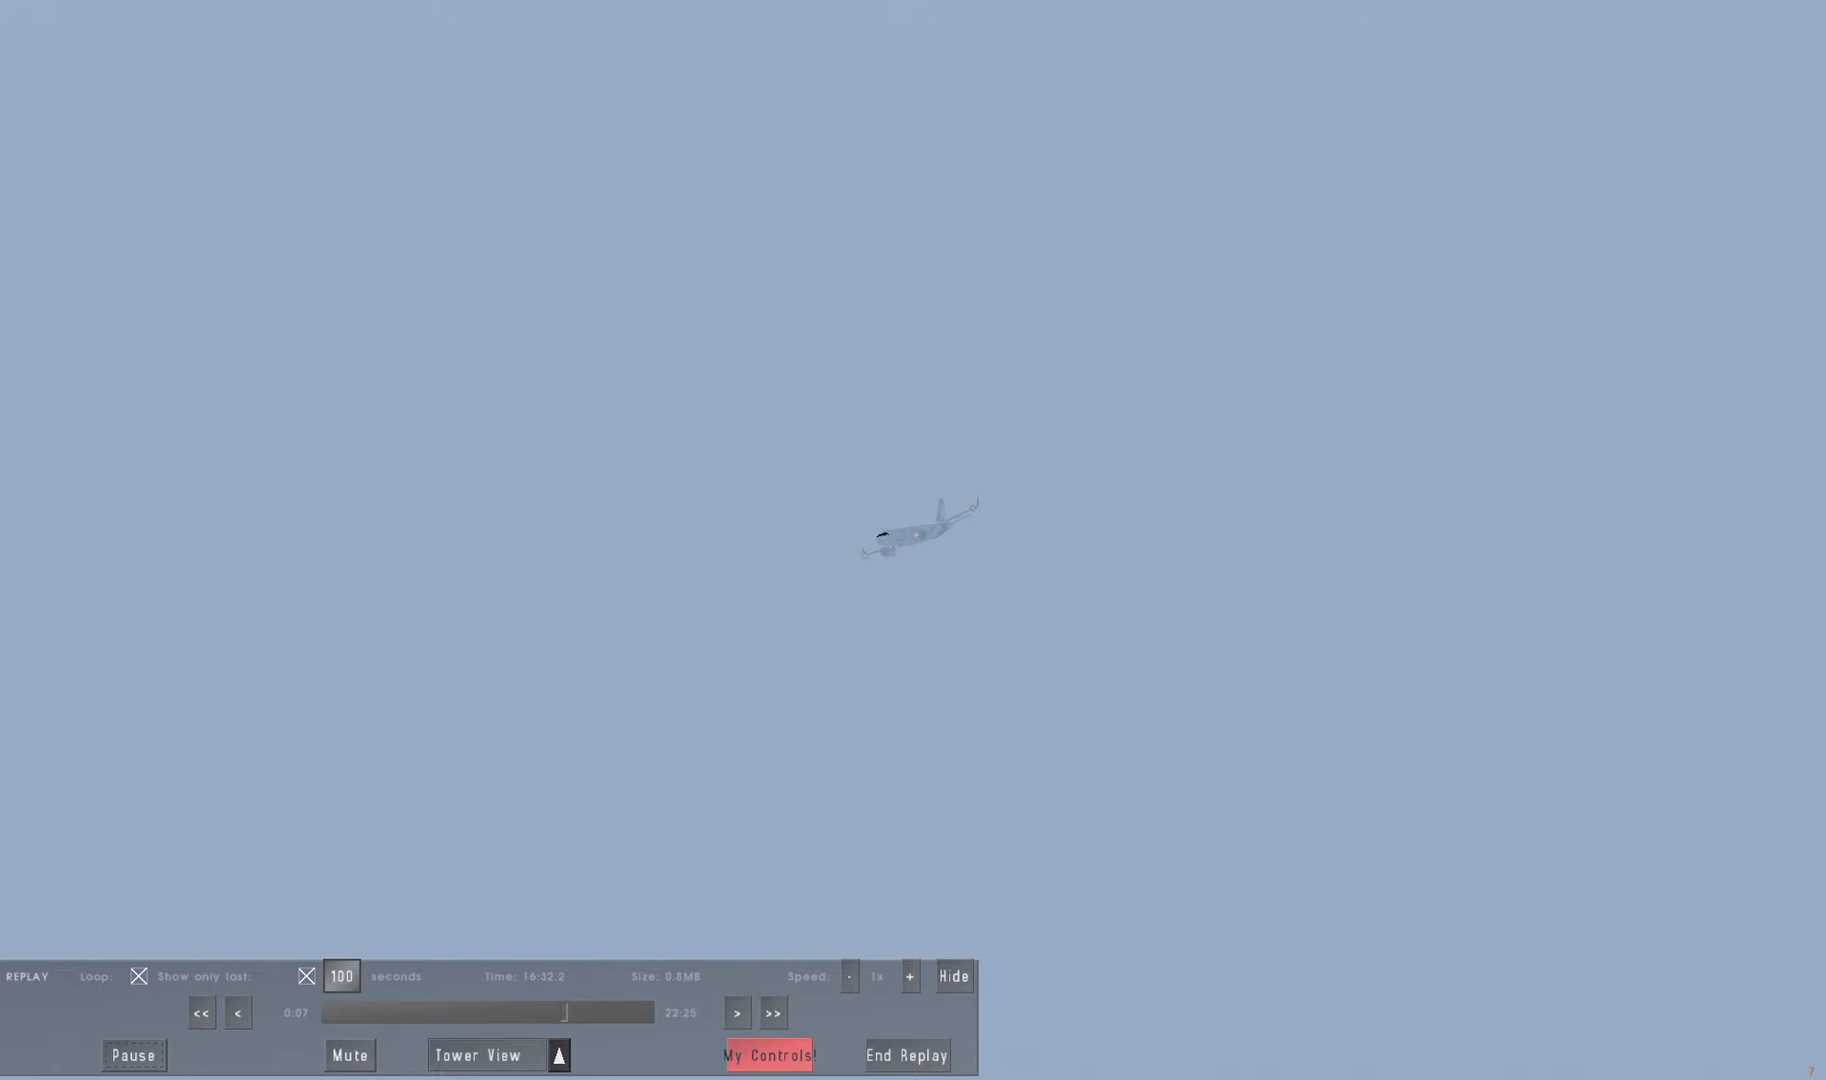 REPLAY Loop: Show only last: 100 seconds Time: 16:32.2 Size: 0.8MB Speed: - 1x + Hide
<< < 0:07 22:25 > >>
Pause Mute Tower View My Controls! End Replay
7